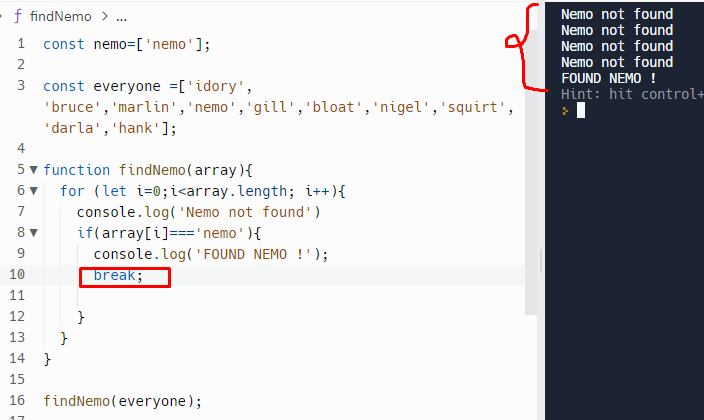 findNemo > ...
1 const nemo=['nemo'];
2
3 const everyone =['idory',
'bruce','marlin','nemo','gill','bloat','nigel','squirt',
'darla','hank'];
4
5 function findNemo(array){
6 for (let i=0;i<array.length; i++){
7 console.log('Nemo not found')
8 if(array[i]==='nemo'){
9 console.log('FOUND NEMO !');
10 break;
11
12 }
13 }
14 }
15
16 findNemo(everyone);
Nemo not found
Nemo not found
Nemo not found
Nemo not found
FOUND NEMO !
Hint: hit control+
>